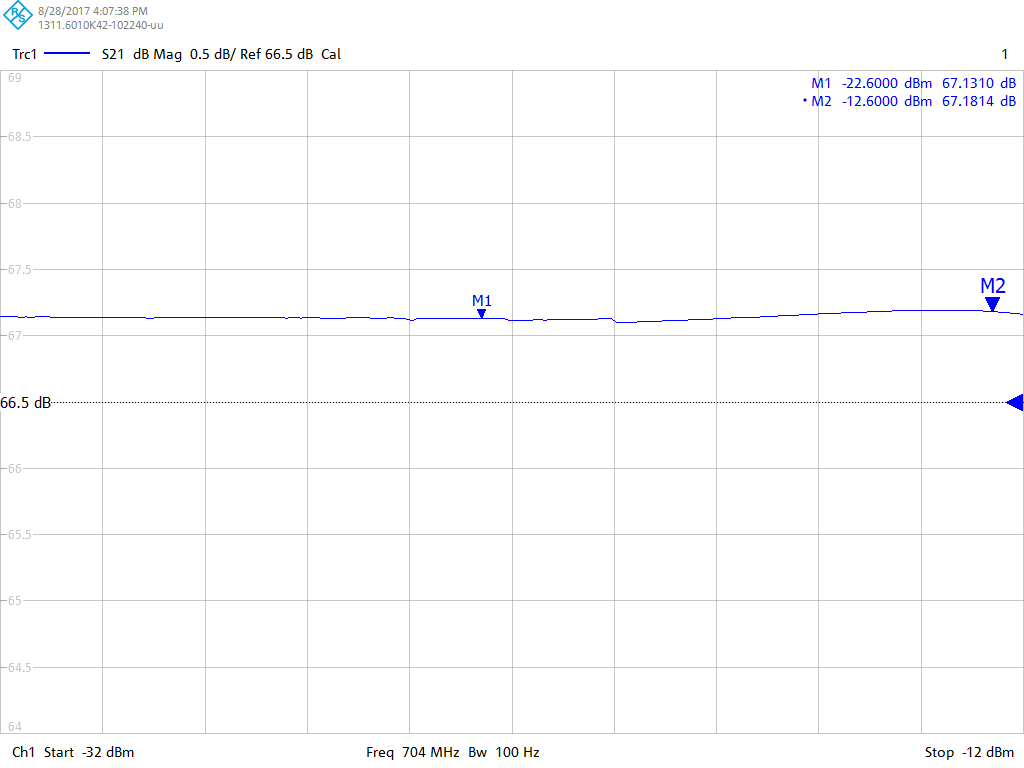 R&S
8/28/2017 4:07:38 PM
1311.6010K42-102240-uu
Trc1 S21 dB Mag 0.5 dB/ Ref 66.5 dB Cal 1
69
M1 -22.6000 dBm 67.1310 dB
• M2 -12.6000 dBm 67.1814 dB
68.5
68
67.5
M1
M2
67
66.5 dB
66
65.5
65
64.5
64
Ch1 Start -32 dBm Freq 704 MHz Bw 100 Hz Stop -12 dBm